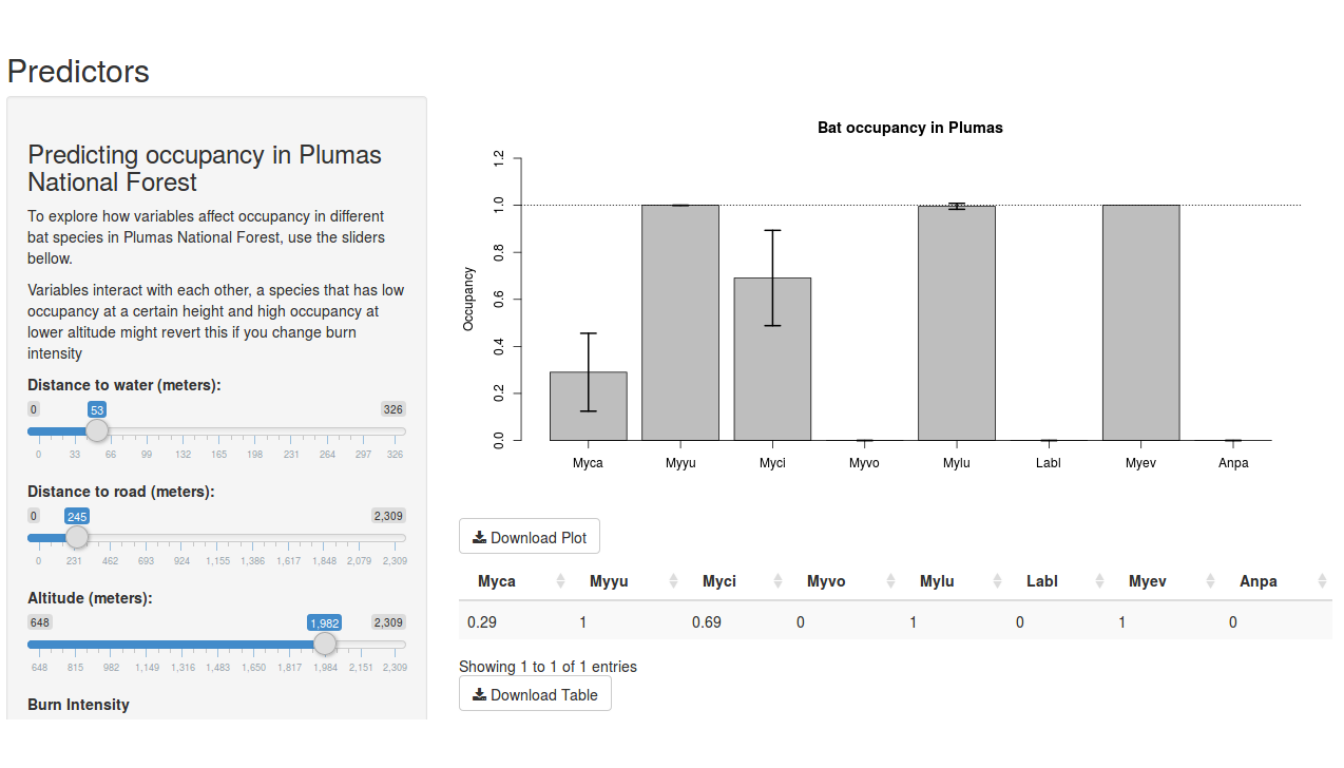 Predictors
Predicting occupancy in Plumas
National Forest
To explore how variables affect occupancy in different
bat species in Plumas National Forest, use the sliders
bellow.
Variables interact with each other, a species that has low
occupancy at a certain height and high occupancy at
lower altitude might revert this if you change burn
intensity
Distance to water (meters):
0 53 326
0 33 66 99 132 165 198 231 264 297 326
Distance to road (meters):
0 245 2,309
0 231 462 693 924 1,155 1,386 1,617 1,848 2,079 2,309
Altitude (meters):
648 1,982 2,309
648 815 982 1,149 1,316 1,483 1,650 1,817 1,984 2,151 2,309
Burn Intensity
Bat occupancy in Plumas
Occupancy
1.2
1.0
0.8
0.6
0.4
0.2
0.0
Myca Myyu Myci Myvo Mylu Labl Myev Anpa
Download Plot
Myca Myyu Myci Myvo Mylu Labl Myev Anpa
0.29 1 0.69 0 1 0 1 0
Showing 1 to 1 of 1 entries
Download Table